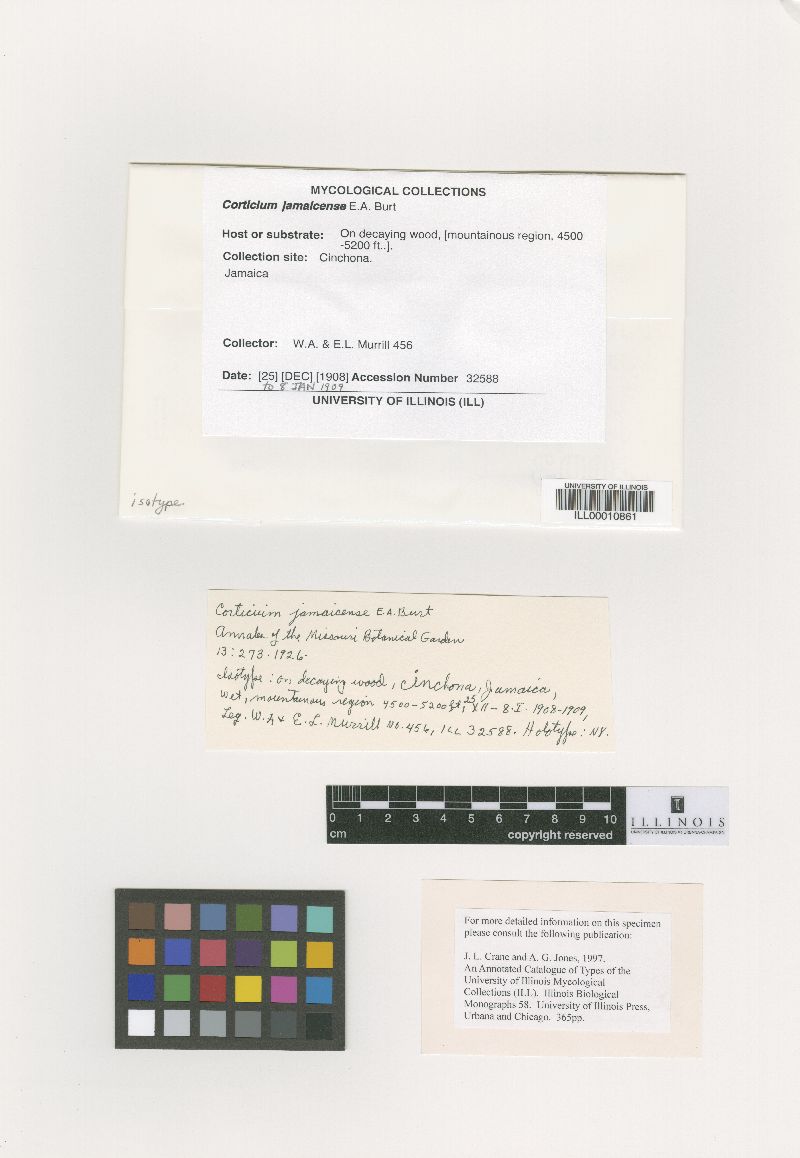 MYCOLOGICAL COLLECTIONS
Corticium jamaicense E.A. Burt
Host or substrate: On decaying wood, [mountainous region, 4500
-5200 ft..].
Collection site: Cinchona.
Jamaica
Collector: W.A. & E.L. Murrill 456
Date: [25] [DEC] [1908] Accession Number 32588
to 8 JAN 1909
UNIVERSITY OF ILLINOIS (ILL)
isotype
UNIVERSITY OF ILLINOIS
ILL00010861
Corticium jamaicense E.A. Burt
Annales of the Missouri Botanical Garden
13:273. 1926.
Isotype: on decaying wood, Cinchona, Jamaica,
wet, mountainous region 4500-5200 ft, 25 XII - 8-I- 1908-1909,
Leg. W.A & E.L. Murrill No. 456, ILL 32588. Holotype: NY.
0 1 2 3 4 5 6 7 8 9 10
cm copyright reserved
I
ILLINOIS
UNIVERSITY OF ILLINOIS AT URBANA-CHAMPAIGN
For more detailed information on this specimen
please consult the following publication:
J. L. Crane and A. G. Jones, 1997.
An Annotated Catalogue of Types of the
University of Illinois Mycological
Collections (ILL). Illinois Biological
Monographs 58. University of Illinois Press,
Urbana and Chicago. 365pp.